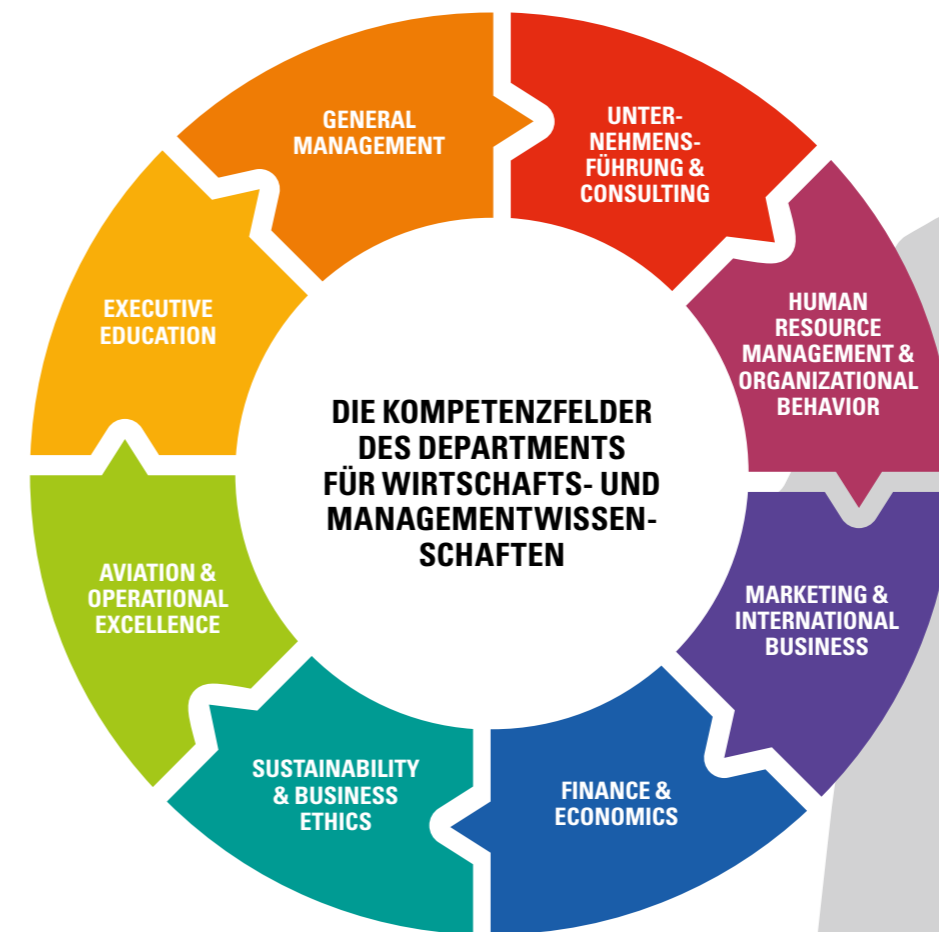 GENERAL
MANAGEMENT
UNTER-
NEHMENS-
FÜHRUNG &
CONSULTING
HUMAN
RESOURCE
MANAGEMENT &
ORGANIZATIONAL
BEHAVIOR
MARKETING &
INTERNATIONAL
BUSINESS
FINANCE &
ECONOMICS
SUSTAINABILITY
& BUSINESS
ETHICS
AVIATION &
OPERATIONAL
EXCELLENCE
EXECUTIVE
EDUCATION
DIE KOMPETENZFELDER
DES DEPARTMENTS
FÜR WIRTSCHAFTS- UND
MANAGEMENTWISSEN-
SCHAFTEN